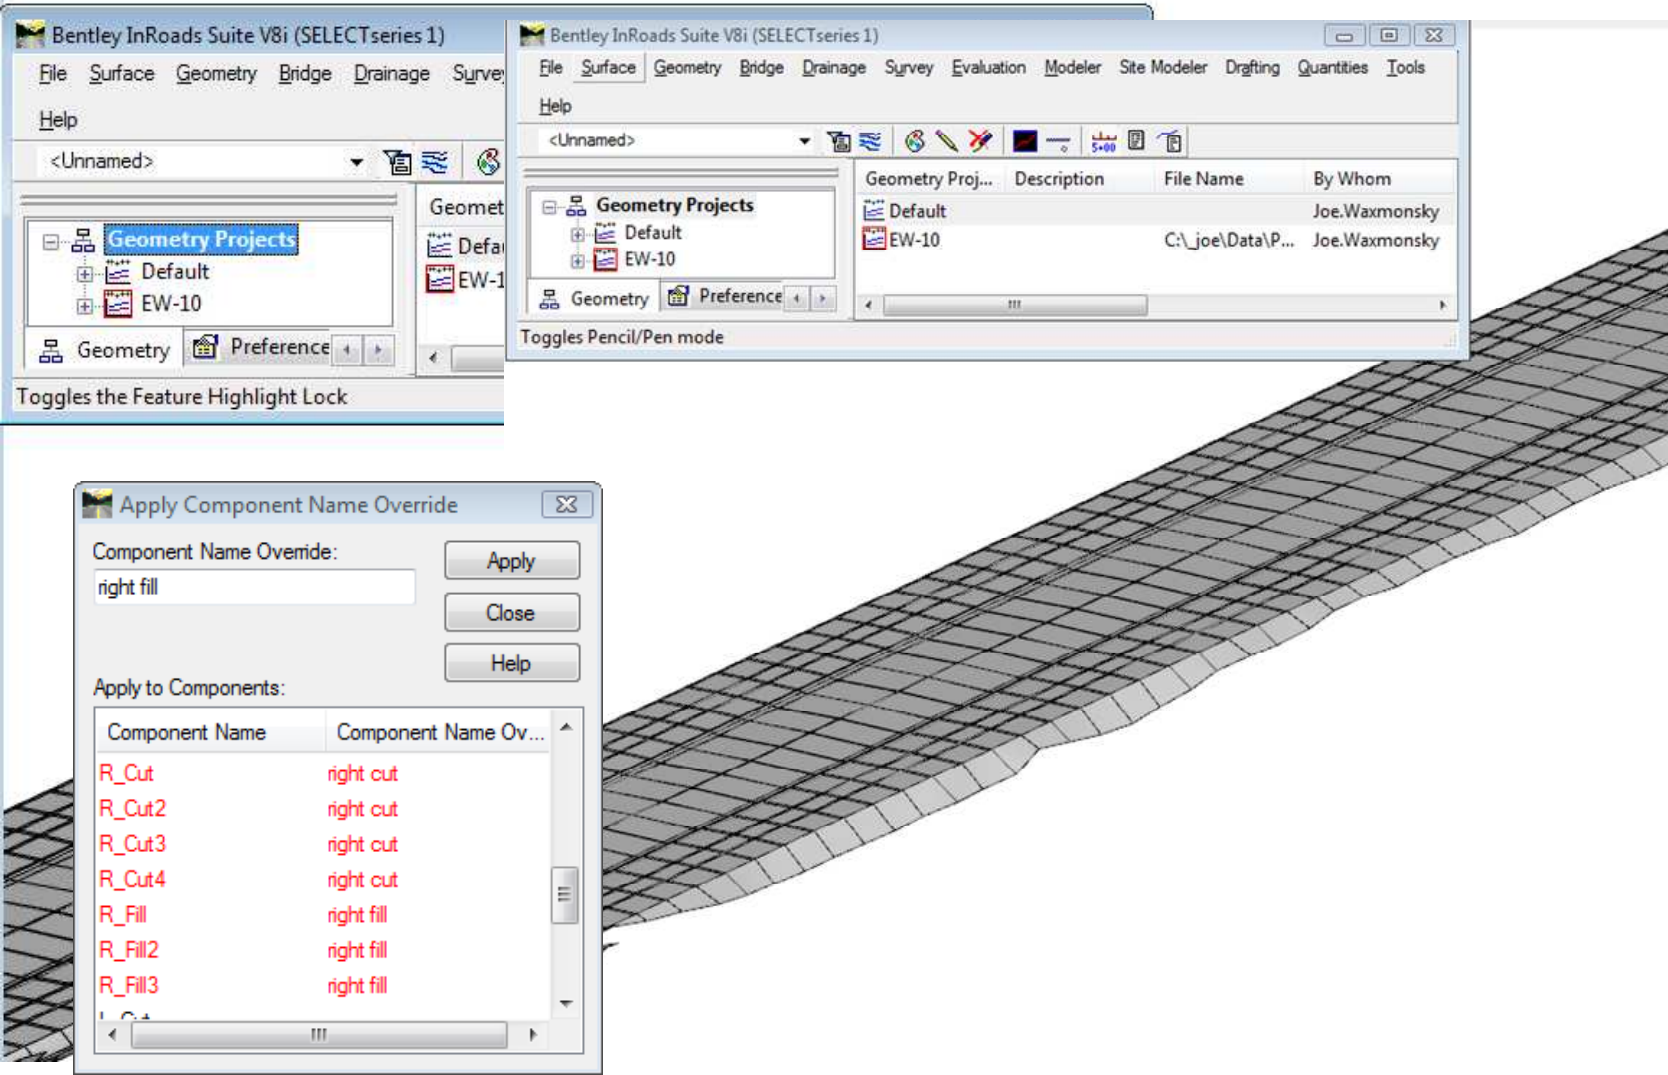 Bentley InRoads Suite V8i (SELECTseries 1)
File Surface Geometry Bridge Drainage Survey
Help
<Unnamed>
Geometry Projects
Default
EW-10
Geometry Preference
Geomet
Defau
EW-1
Toggles the Feature Highlight Lock
Bentley InRoads Suite V8i (SELECTseries 1)
File Surface Geometry Bridge Drainage Survey Evaluation Modeler Site Modeler Drafting Quantities Tools
Help
<Unnamed>
5+00
Geometry Projects
Default
EW-10
Geometry Preference
Geometry Proj... Description File Name By Whom
Default Joe.Waxmonsky
EW-10 C:\_joe\Data\P... Joe.Waxmonsky
Toggles Pencil/Pen mode
Apply Component Name Override
Component Name Override:
right fill
Apply
Close
Help
Apply to Components:
Component Name Component Name Ov...
R_Cut right cut
R_Cut2 right cut
R_Cut3 right cut
R_Cut4 right cut
R_Fill right fill
R_Fill2 right fill
R_Fill3 right fill